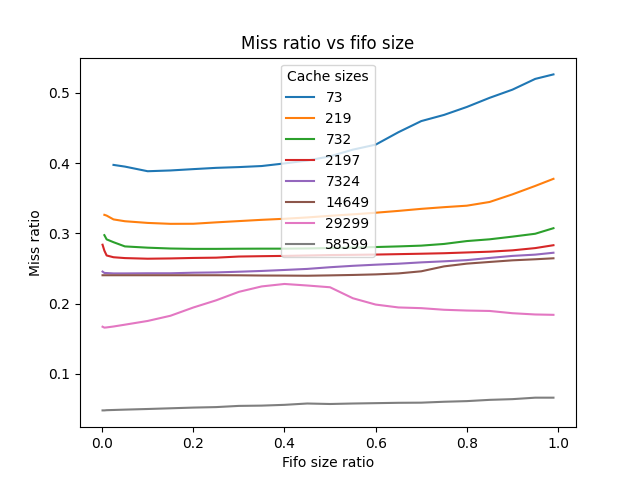 Miss ratio vs fifo size
Cache sizes
73
219
732
2197
7324
14649
29299
58599
Miss ratio
0.5
0.4
0.3
0.2
0.1
0.0 0.2 0.4 0.6 0.8 1.0
Fifo size ratio